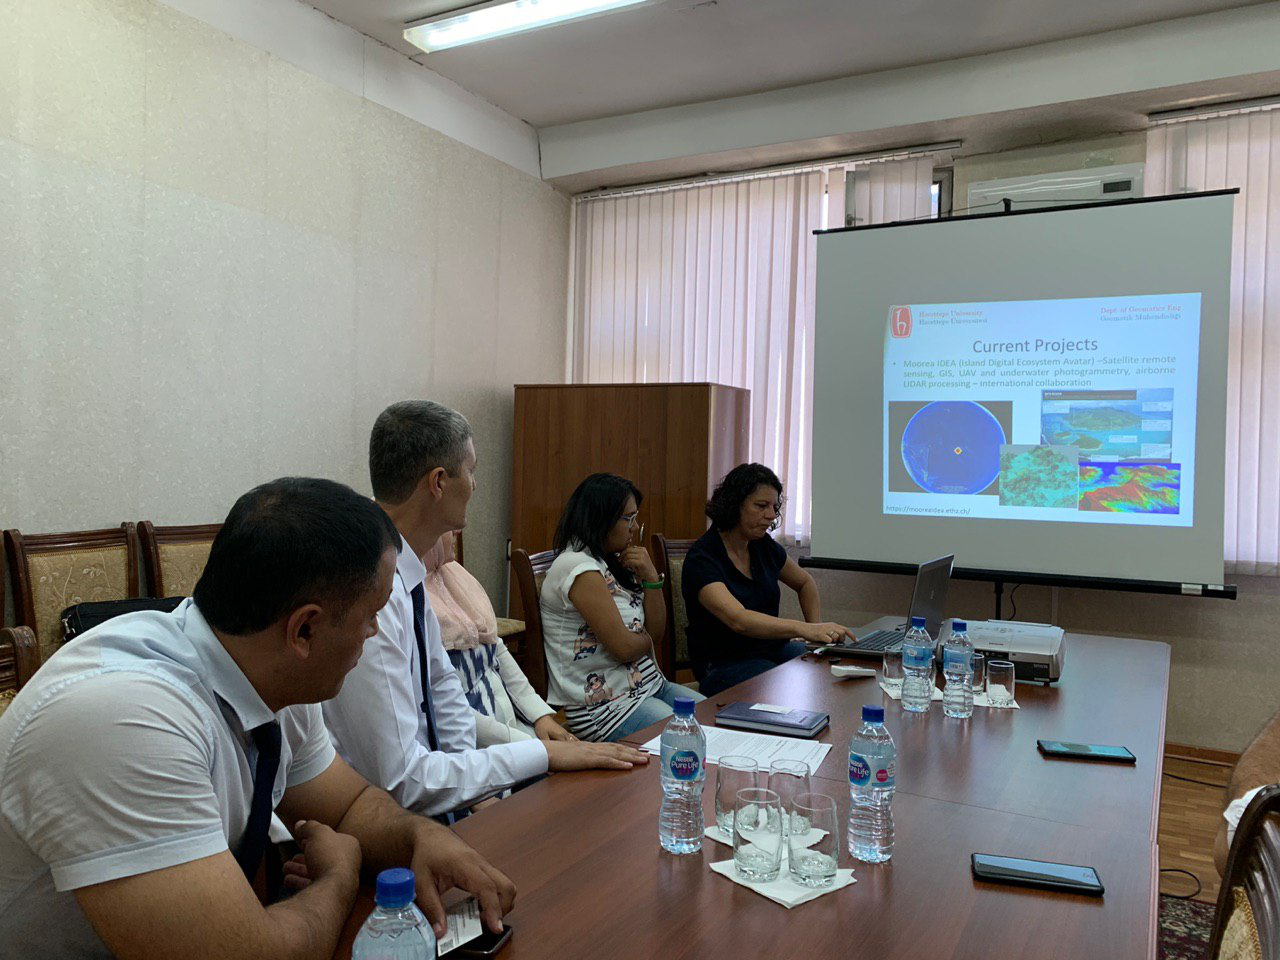 Hacettepe University
Hacettepe Üniversitesi
Dept. of Geomatics Eng.
Geomatik Mühendisliği
Current Projects
• Moorea IDEA (Island Digital Ecosystem Avatar) –Satellite remote
sensing, GIS, UAV and underwater photogrammetry, airborne
LIDAR processing – international collaboration
https://mooreaidea.ethz.ch/
Nestle
Pure Life
Nestle
Pure Life